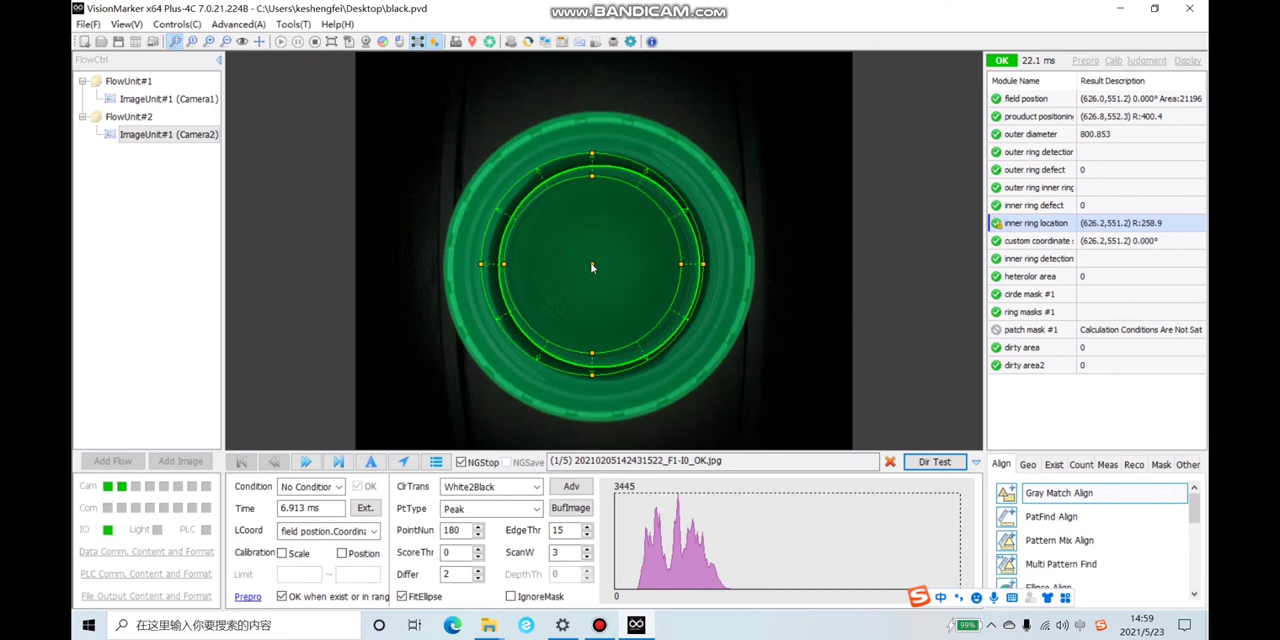 VisionMarker x64 Plus-4C 7.0.21.224B - C:\Users\keshengfei\Desktop\black.pvd
www.BANDICAM.com
File(F) View(V) Controls(C) Advanced(A) Tools(T) Help(H)
FlowCtrl
FlowUnit#1
ImageUnit#1 (Camera1)
FlowUnit#2
ImageUnit#1 (Camera2)
OK 22.1 ms Prepro Calib Judgment Display
Module Name Result Description
field postion (626.0,551.2) 0.000° Area:21196
prouduct positioning (626.8,552.3) R:400.4
outer diameter 800.853
outer ring detection
outer ring defect 0
outer ring inner ring
inner ring defect 0
inner ring location (626.2,551.2) R:258.9
custom coordinate (626.2,551.2) 0.000°
inner ring detection
heterolor area 0
cirde mask #1
ring masks #1
patch mask #1 Calculation Conditions Are Not Sat
dirty area 0
dirty area2 0
Add Flow Add Image
NGStop NGSave (1/5) 20210205142431522_F1-I0_OK.jpg Dir Test
Align Geo Exist Count Meas Reco Mask Other
Cam
Com
IO Light PLC
Data Comm. Content and Format
PLC Comm. Content and Format
File Output Content and Format
Condition No Condition OK
Time 6.913 ms Ext.
LCoord field postion.Coordina
Calibration Scale Position
Limit ~
Prepro OK when exist or in rang
ClrTrans White2Black Adv
PtType Peak BufImage
PointNun 180 EdgeThr 15
ScoreThr 0 ScanW 3
Differ 2 DepthTh 0
FitEllipse IgnoreMask
3445
0
Gray Match Align
PatFind Align
Pattern Mix Align
Multi Pattern Find
Ellipse Align
中
在这里输入你要搜索的内容
99% 中 14:59
2021/5/23